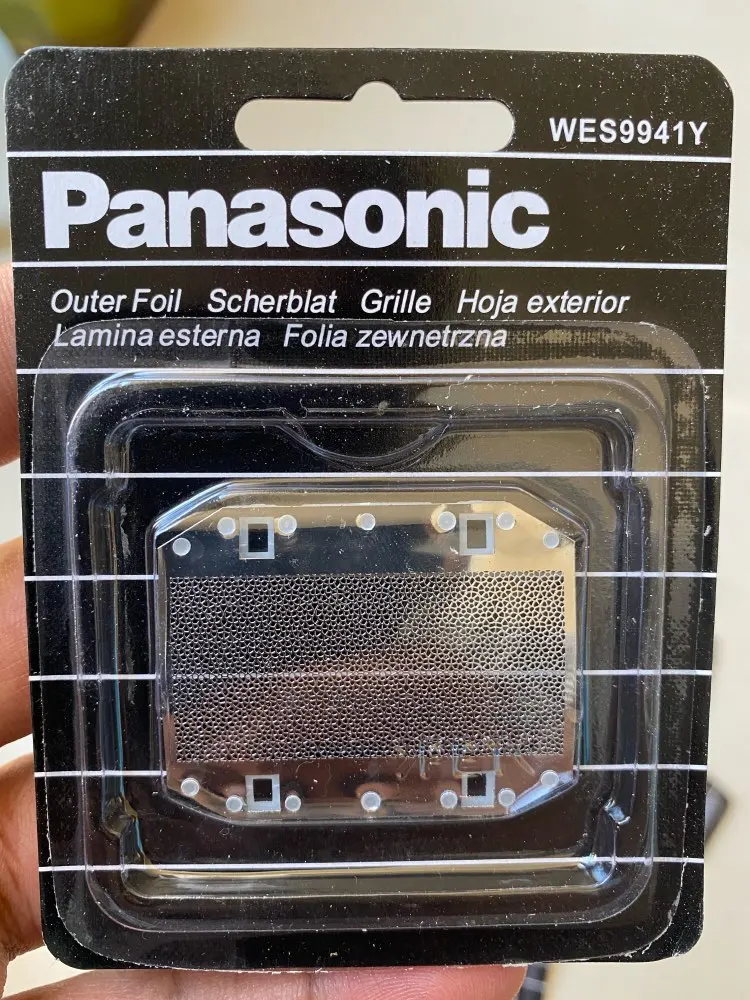 WES9941Y
Panasonic
Outer Foil Scherblat Grille Hoja exterior
Lamina esterna Folia zewnetrzna